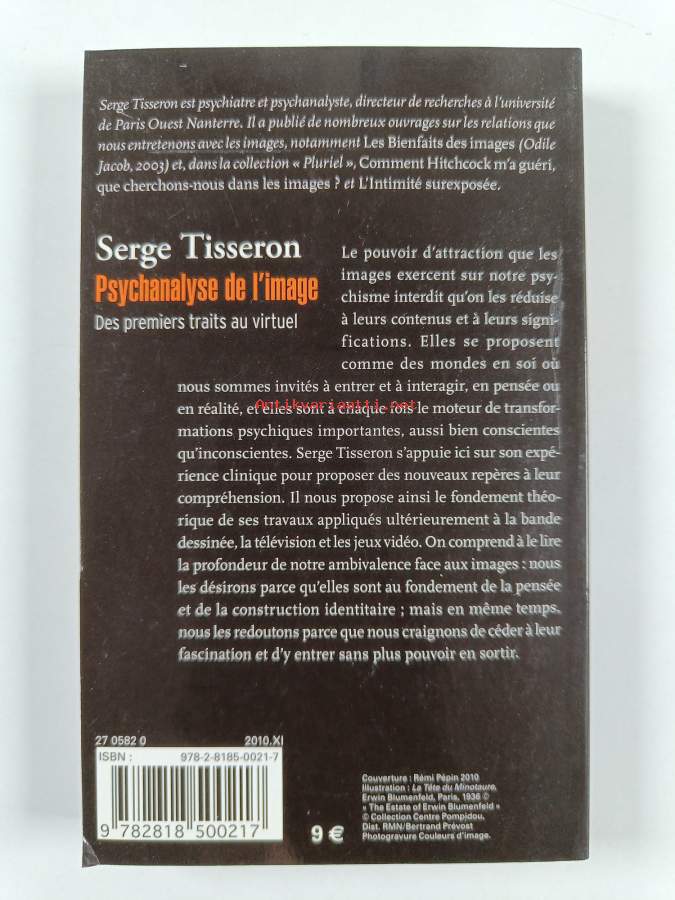 Serge Tisseron est psychiatre et psychanalyste, directeur de recherches à l'université
de Paris Ouest Nanterre. Il a publié de nombreux ouvrages sur les relations que
nous entretenons avec les images, notamment Les Bienfaits des images (Odile
Jacob, 2003) et, dans la collection « Pluriel », Comment Hitchcock m'a guéri,
que cherchons-nous dans les images ? et L'Intimité surexposée.
Serge Tisseron
Psychanalyse de l'image
Des premiers traits au virtuel
Le pouvoir d'attraction que les
images exercent sur notre psy-
chisme interdit qu'on les réduise
à leurs contenus et à leurs signi-
fications. Elles se proposent
comme des mondes en soi où
nous sommes invités à entrer et à interagir, en pensée ou
en réalité, et elles sont à chaque fois le moteur de transfor-
mations psychiques importantes, aussi bien conscientes
qu'inconscientes. Serge Tisseron s'appuie ici sur son expé-
rience clinique pour proposer des nouveaux repères à leur
compréhension. Il nous propose ainsi le fondement théo-
rique de ses travaux appliqués ultérieurement à la bande
dessinée, la télévision et les jeux vidéo. On comprend à le lire
la profondeur de notre ambivalence face aux images : nous
les désirons parce qu'elles sont au fondement de la pensée
et de la construction identitaire ; mais en même temps,
nous les redoutons parce que nous craignons de céder à leur
fascination et d'y entrer sans plus pouvoir en sortir.
Antikvariaatti.net
27 0582 0 2010.XI
ISBN : 978-2-8185-0021-7
9 782818 500217
9 €
Couverture : Rémi Pépin 2010
Illustration : La Tête du Minotaure,
Erwin Blumenfeld, Paris, 1936 ©
« The Estate of Erwin Blumenfeld »
© Collection Centre Pompidou,
Dist. RMN/Bertrand Prévost
Photogravure Couleurs d'image.